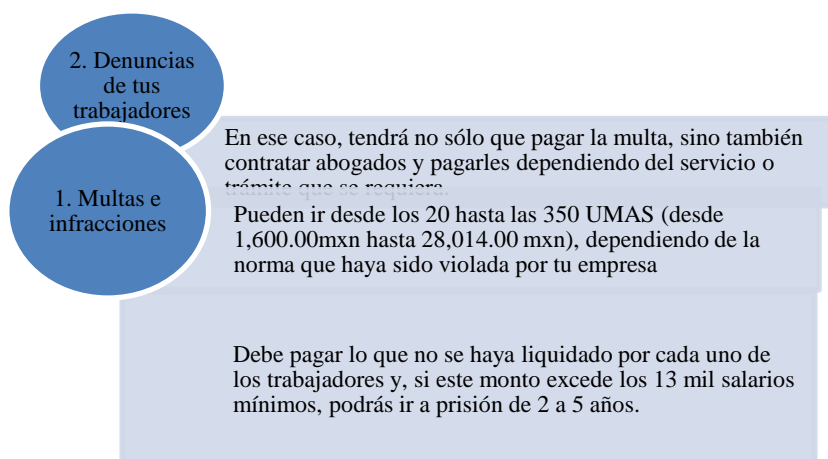 2. Denuncias
de tus
trabajadores
En ese caso, tendrá no sólo que pagar la multa, sino también
contratar abogados y pagarles dependiendo del servicio o
trámite que se requiera.
1. Multas e
infracciones
Pueden ir desde los 20 hasta las 350 UMAS (desde
1,600.00mxn hasta 28,014.00 mxn), dependiendo de la
norma que haya sido violada por tu empresa
Debe pagar lo que no se haya liquidado por cada uno de
los trabajadores y, si este monto excede los 13 mil salarios
mínimos, podrás ir a prisión de 2 a 5 años.